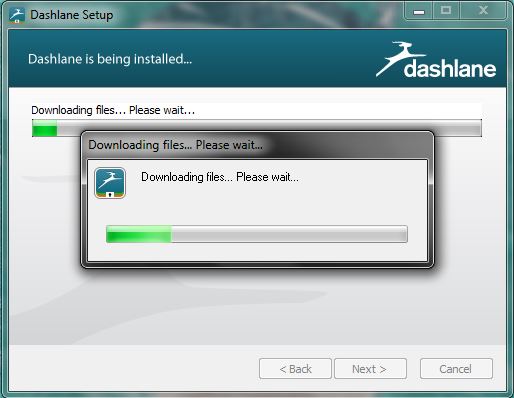 Dashlane Setup
Dashlane is being installed...
dashlane
Downloading files... Please wait...
Downloading files... Please wait...
Downloading files... Please wait...
< Back
Next >
Cancel